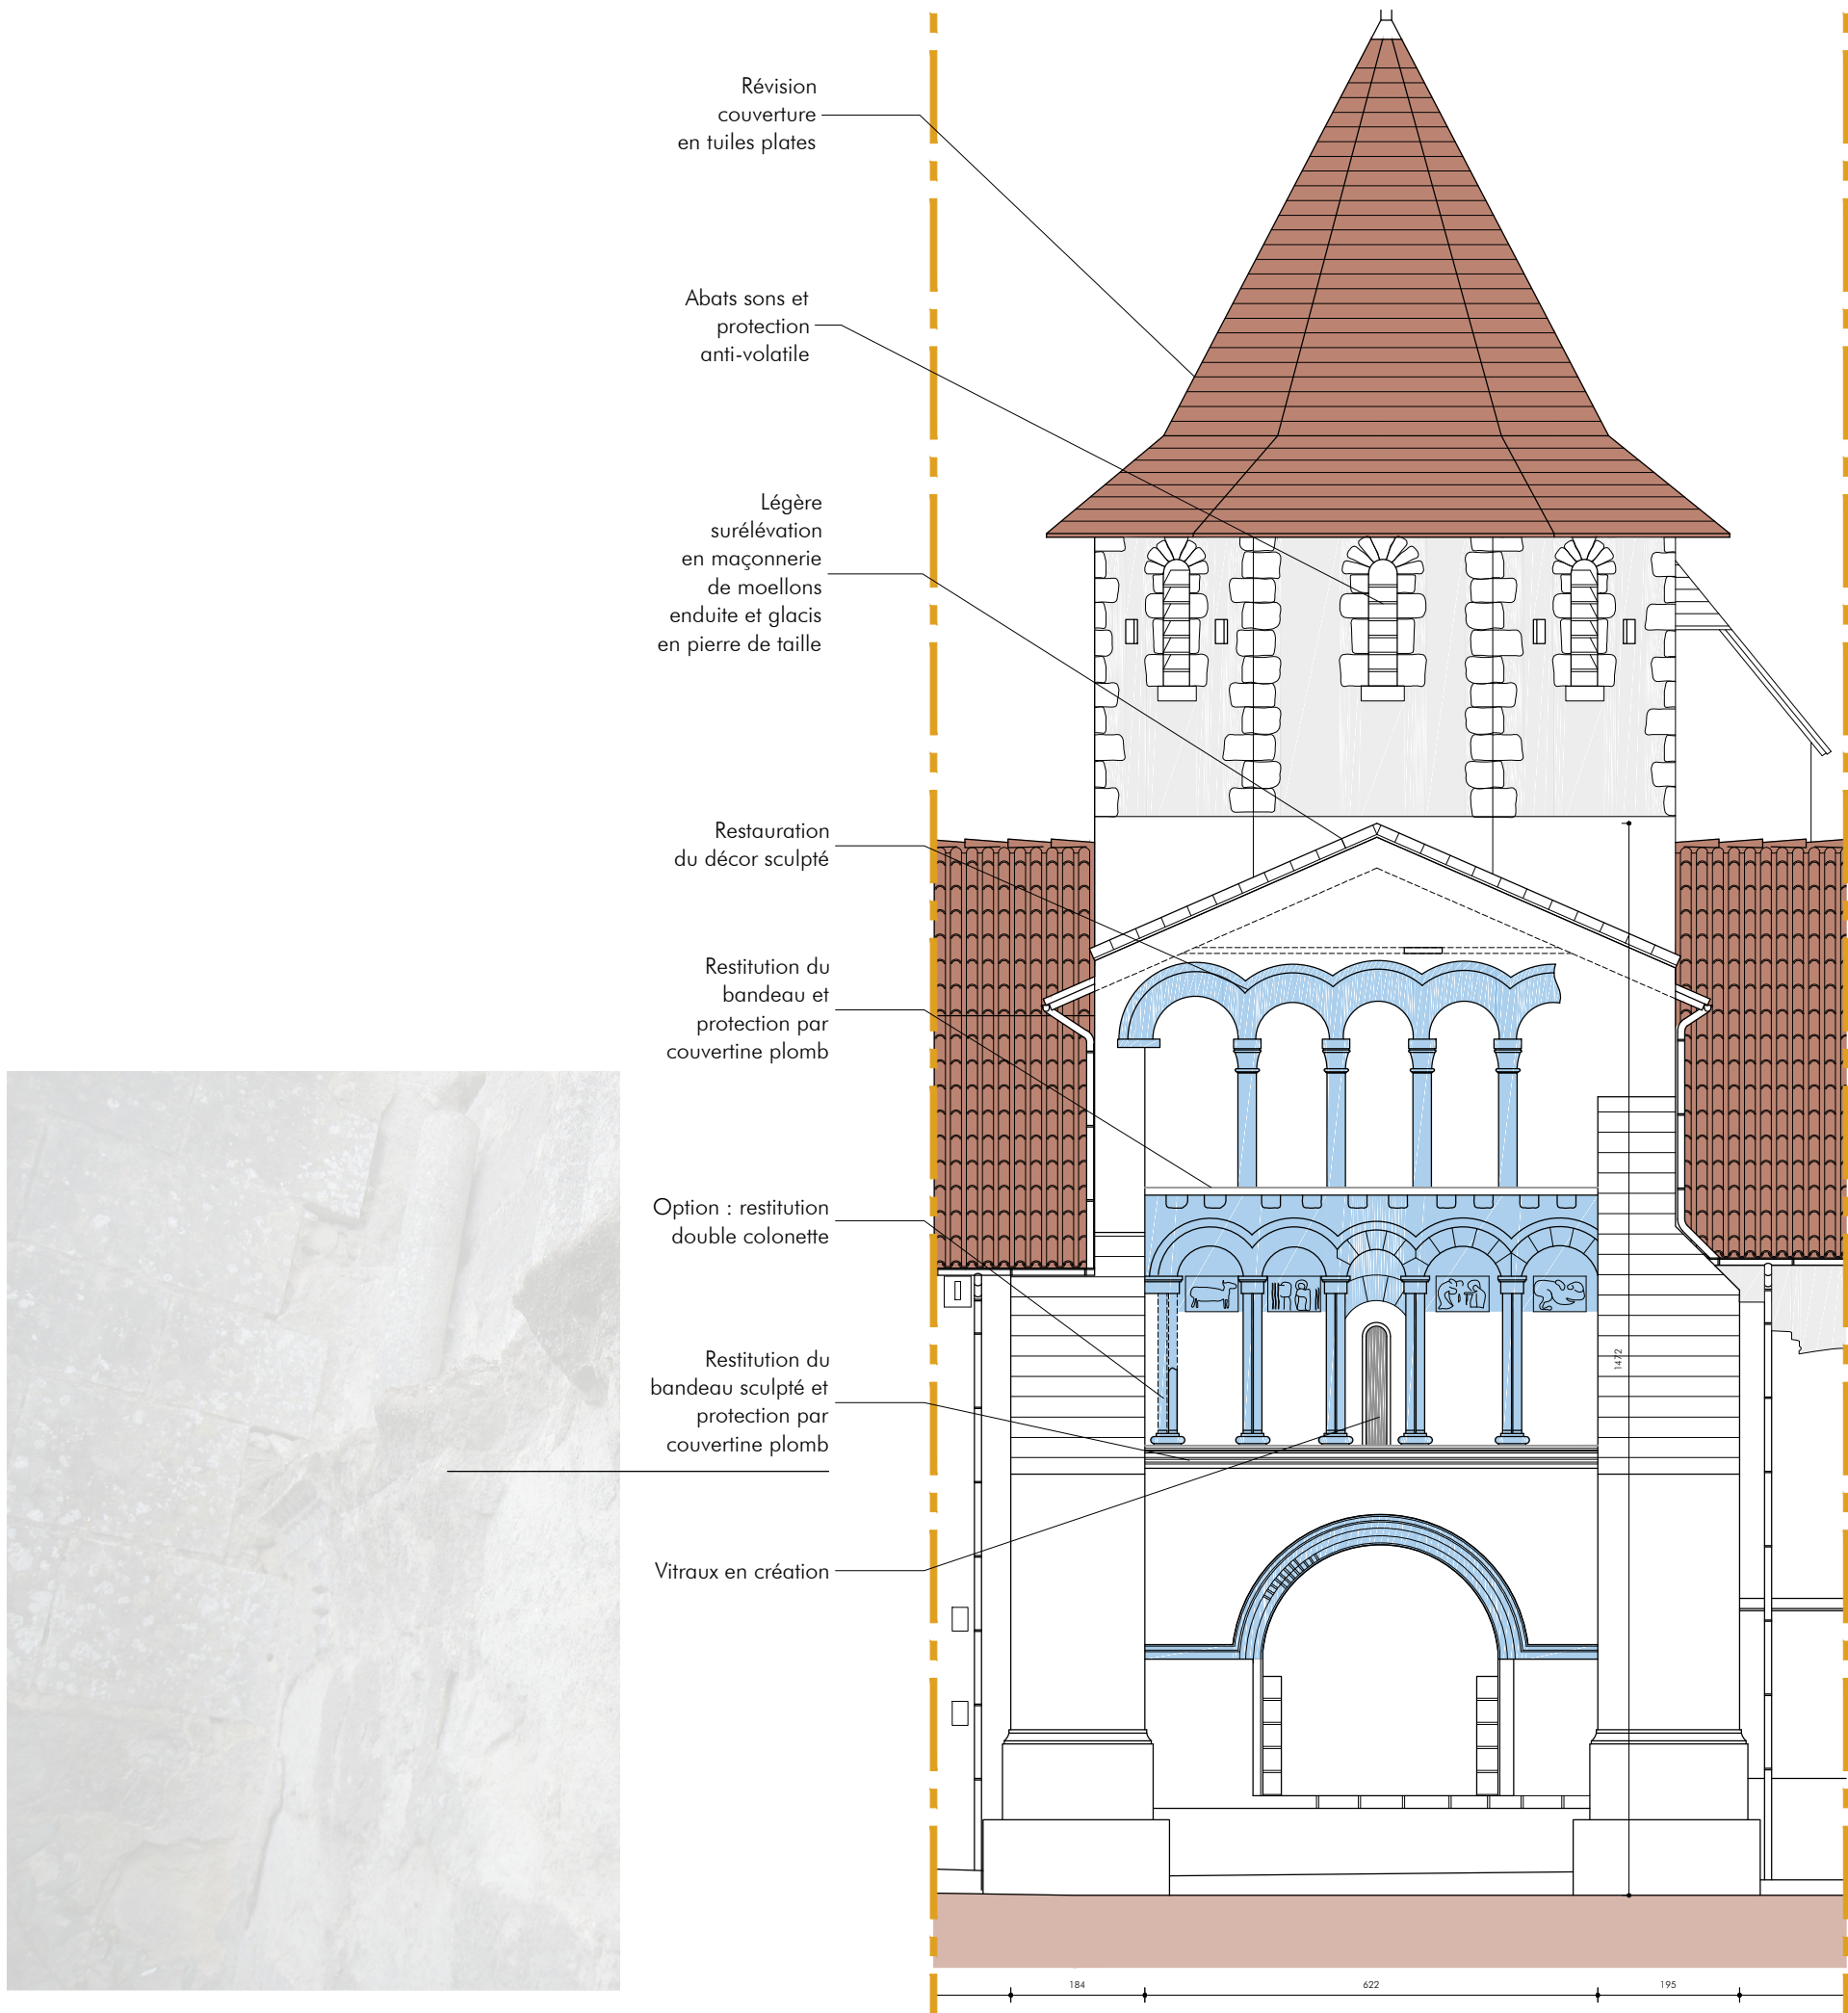 Révision
couverture
en tuiles plates
Abats sons et
protection
anti-volatile
Légère
surélévation
en maçonnerie
de moellons
enduite et glacis
en pierre de taille
Restauration
du décor sculpté
Restitution du
bandeau et
protection par
couvertine plomb
Option : restitution
double colonette
Restitution du
bandeau sculpté et
protection par
couvertine plomb
Vitraux en création
1472
184
622
195